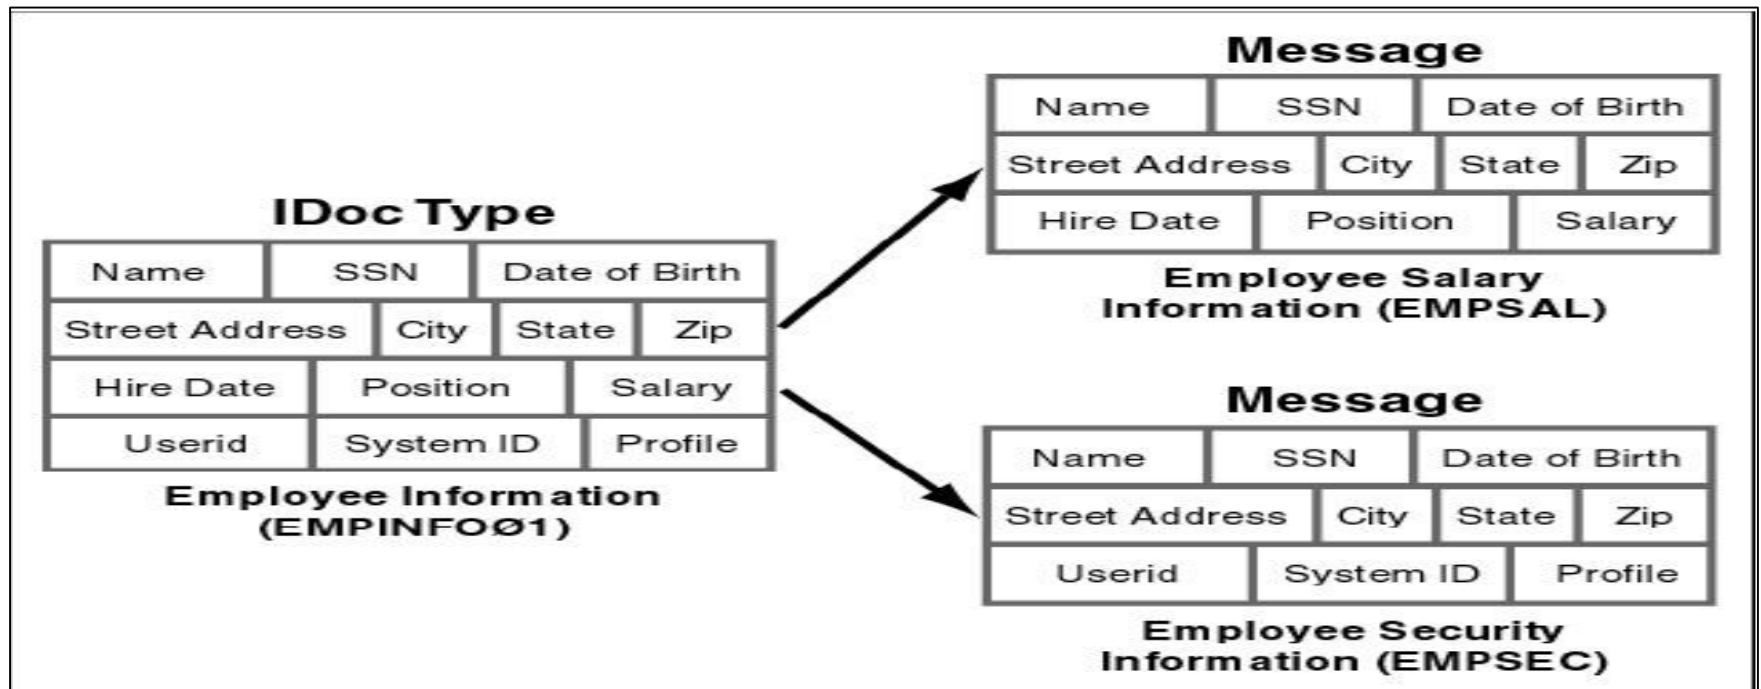 IDoc Type
Name SSN Date of Birth
Street Address City State Zip
Hire Date Position Salary
Userid System ID Profile
Employee Information
(EMPINFOØ1)
Message
Name SSN Date of Birth
Street Address City State Zip
Hire Date Position Salary
Employee Salary
Information (EMPSAL)
Message
Name SSN Date of Birth
Street Address City State Zip
Userid System ID Profile
Employee Security
Information (EMPSEC)